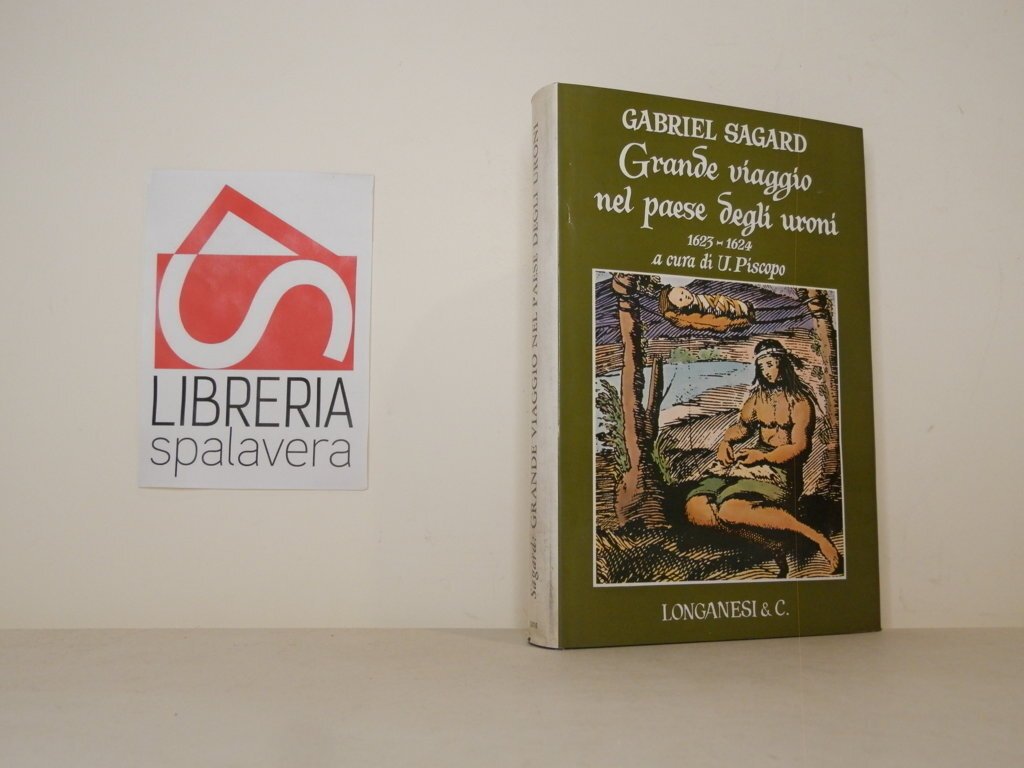 LIBRERIA
spalavera
Sagard: GRANDE VIAGGIO NEL PAESE DEGLI URONI
GABRIEL SAGARD
Grande viaggio
nel paese degli uroni
1623-1624
a cura di U. Piscopo
LONGANESI & C.